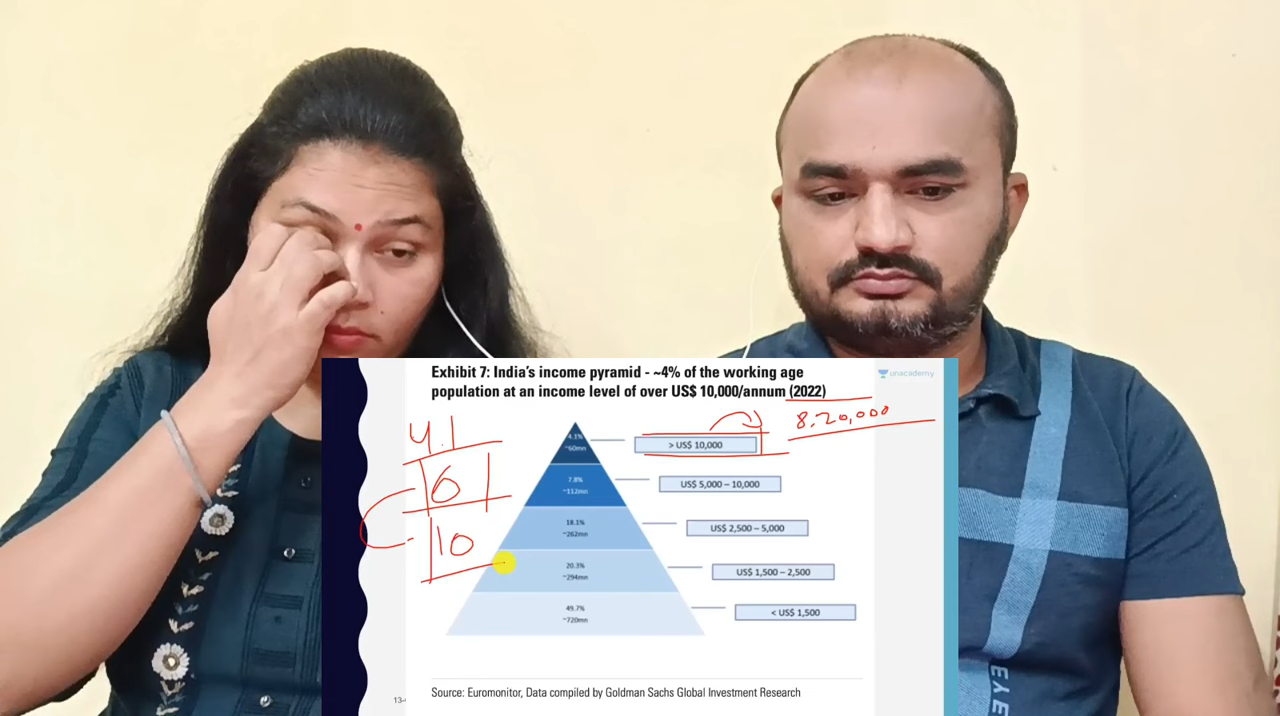 Exhibit 7: India's income pyramid - ~4% of the working age
population at an income level of over US$ 10,000/annum (2022)
unacademy
8,20,000
4.1
6
10
4.1%
~60mn
> US$ 10,000
7.8%
~112mn
US$ 5,000 – 10,000
18.1%
~262mn
US$ 2,500 – 5,000
20.3%
~294mn
US$ 1,500 – 2,500
49.7%
~720mn
< US$ 1,500
Source: Euromonitor, Data compiled by Goldman Sachs Global Investment Research
13-
EYE